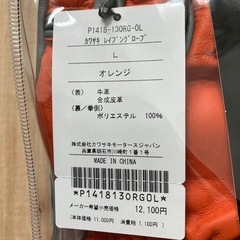 P1418-130RG-OL
カワサキ レイブングローブ
L
オレンジ
(表) 牛革
合成皮革
(裏/拳側)
ポリエステル 100%
株式会社カワサキモータースジャパン
兵庫県明石市川崎町1番1号
MADE IN CHINA
*P1418130RGOL*
メーカー希望小売価格
12,100円
(本体価格 11,000円 消費税 1,100円)